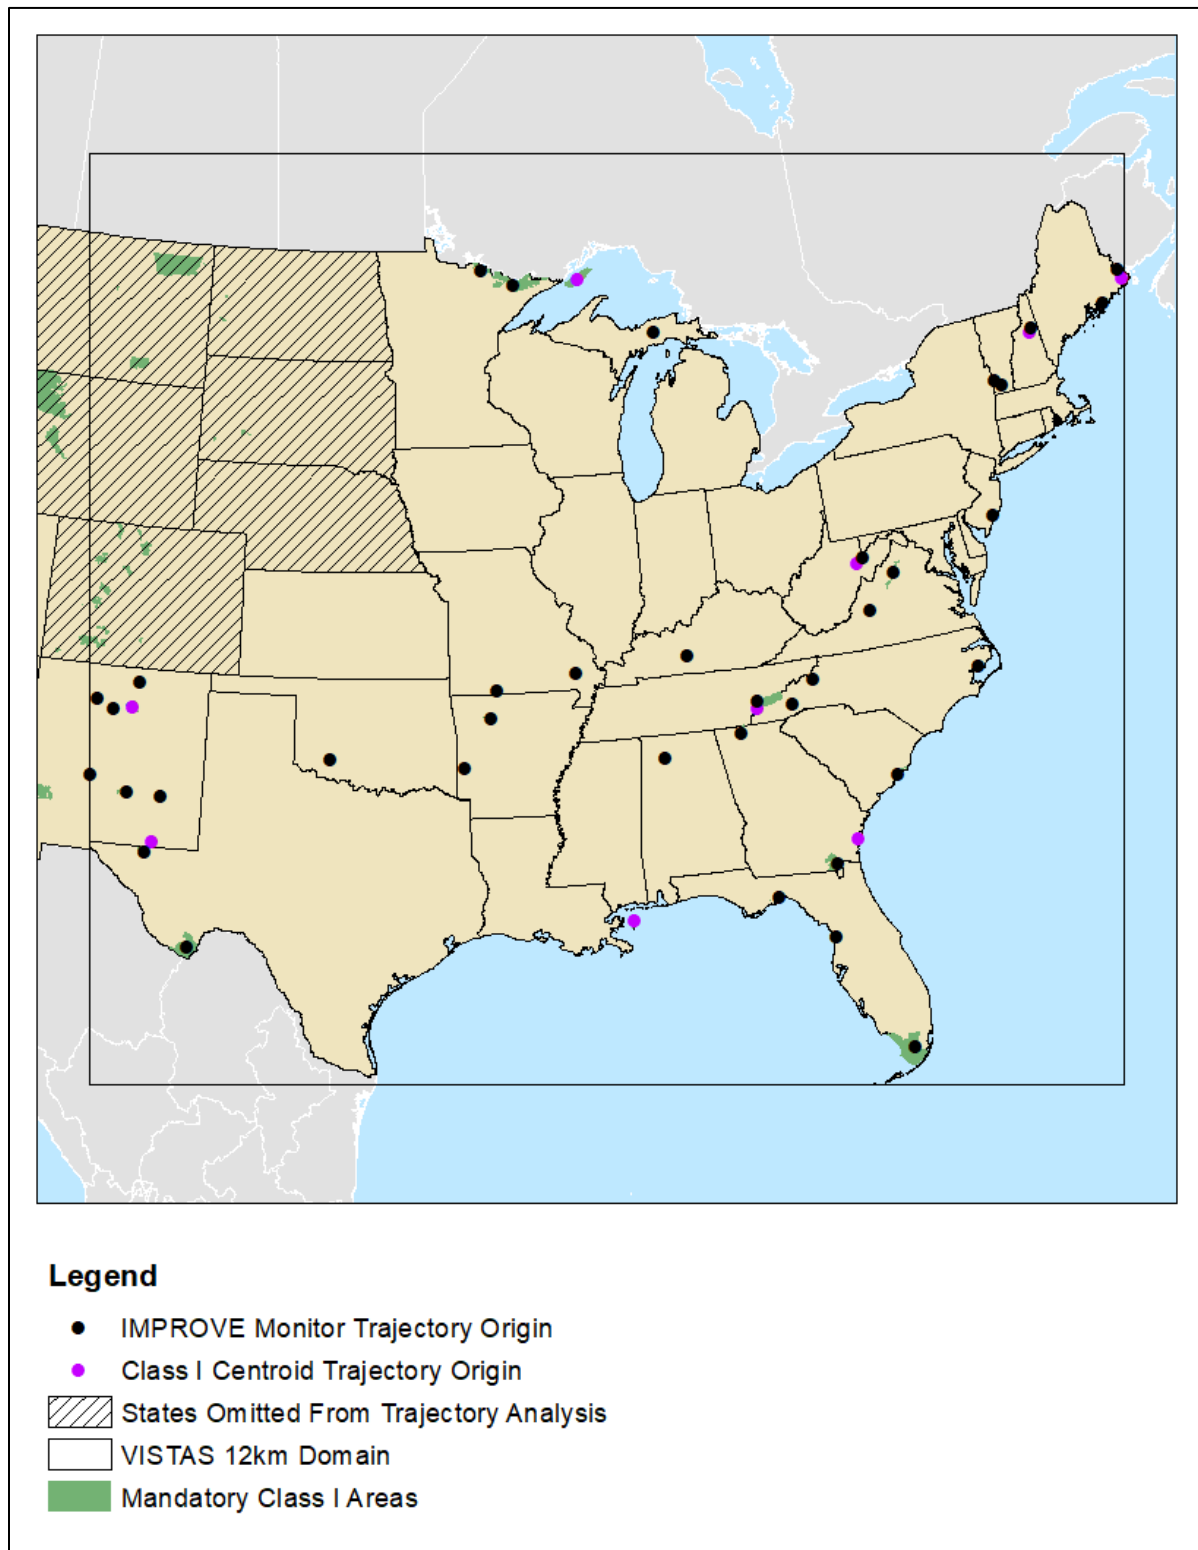 Legend
IMPROVE Monitor Trajectory Origin
Class I Centroid Trajectory Origin
States Omitted From Trajectory Analysis
VISTAS 12km Domain
Mandatory Class I Areas